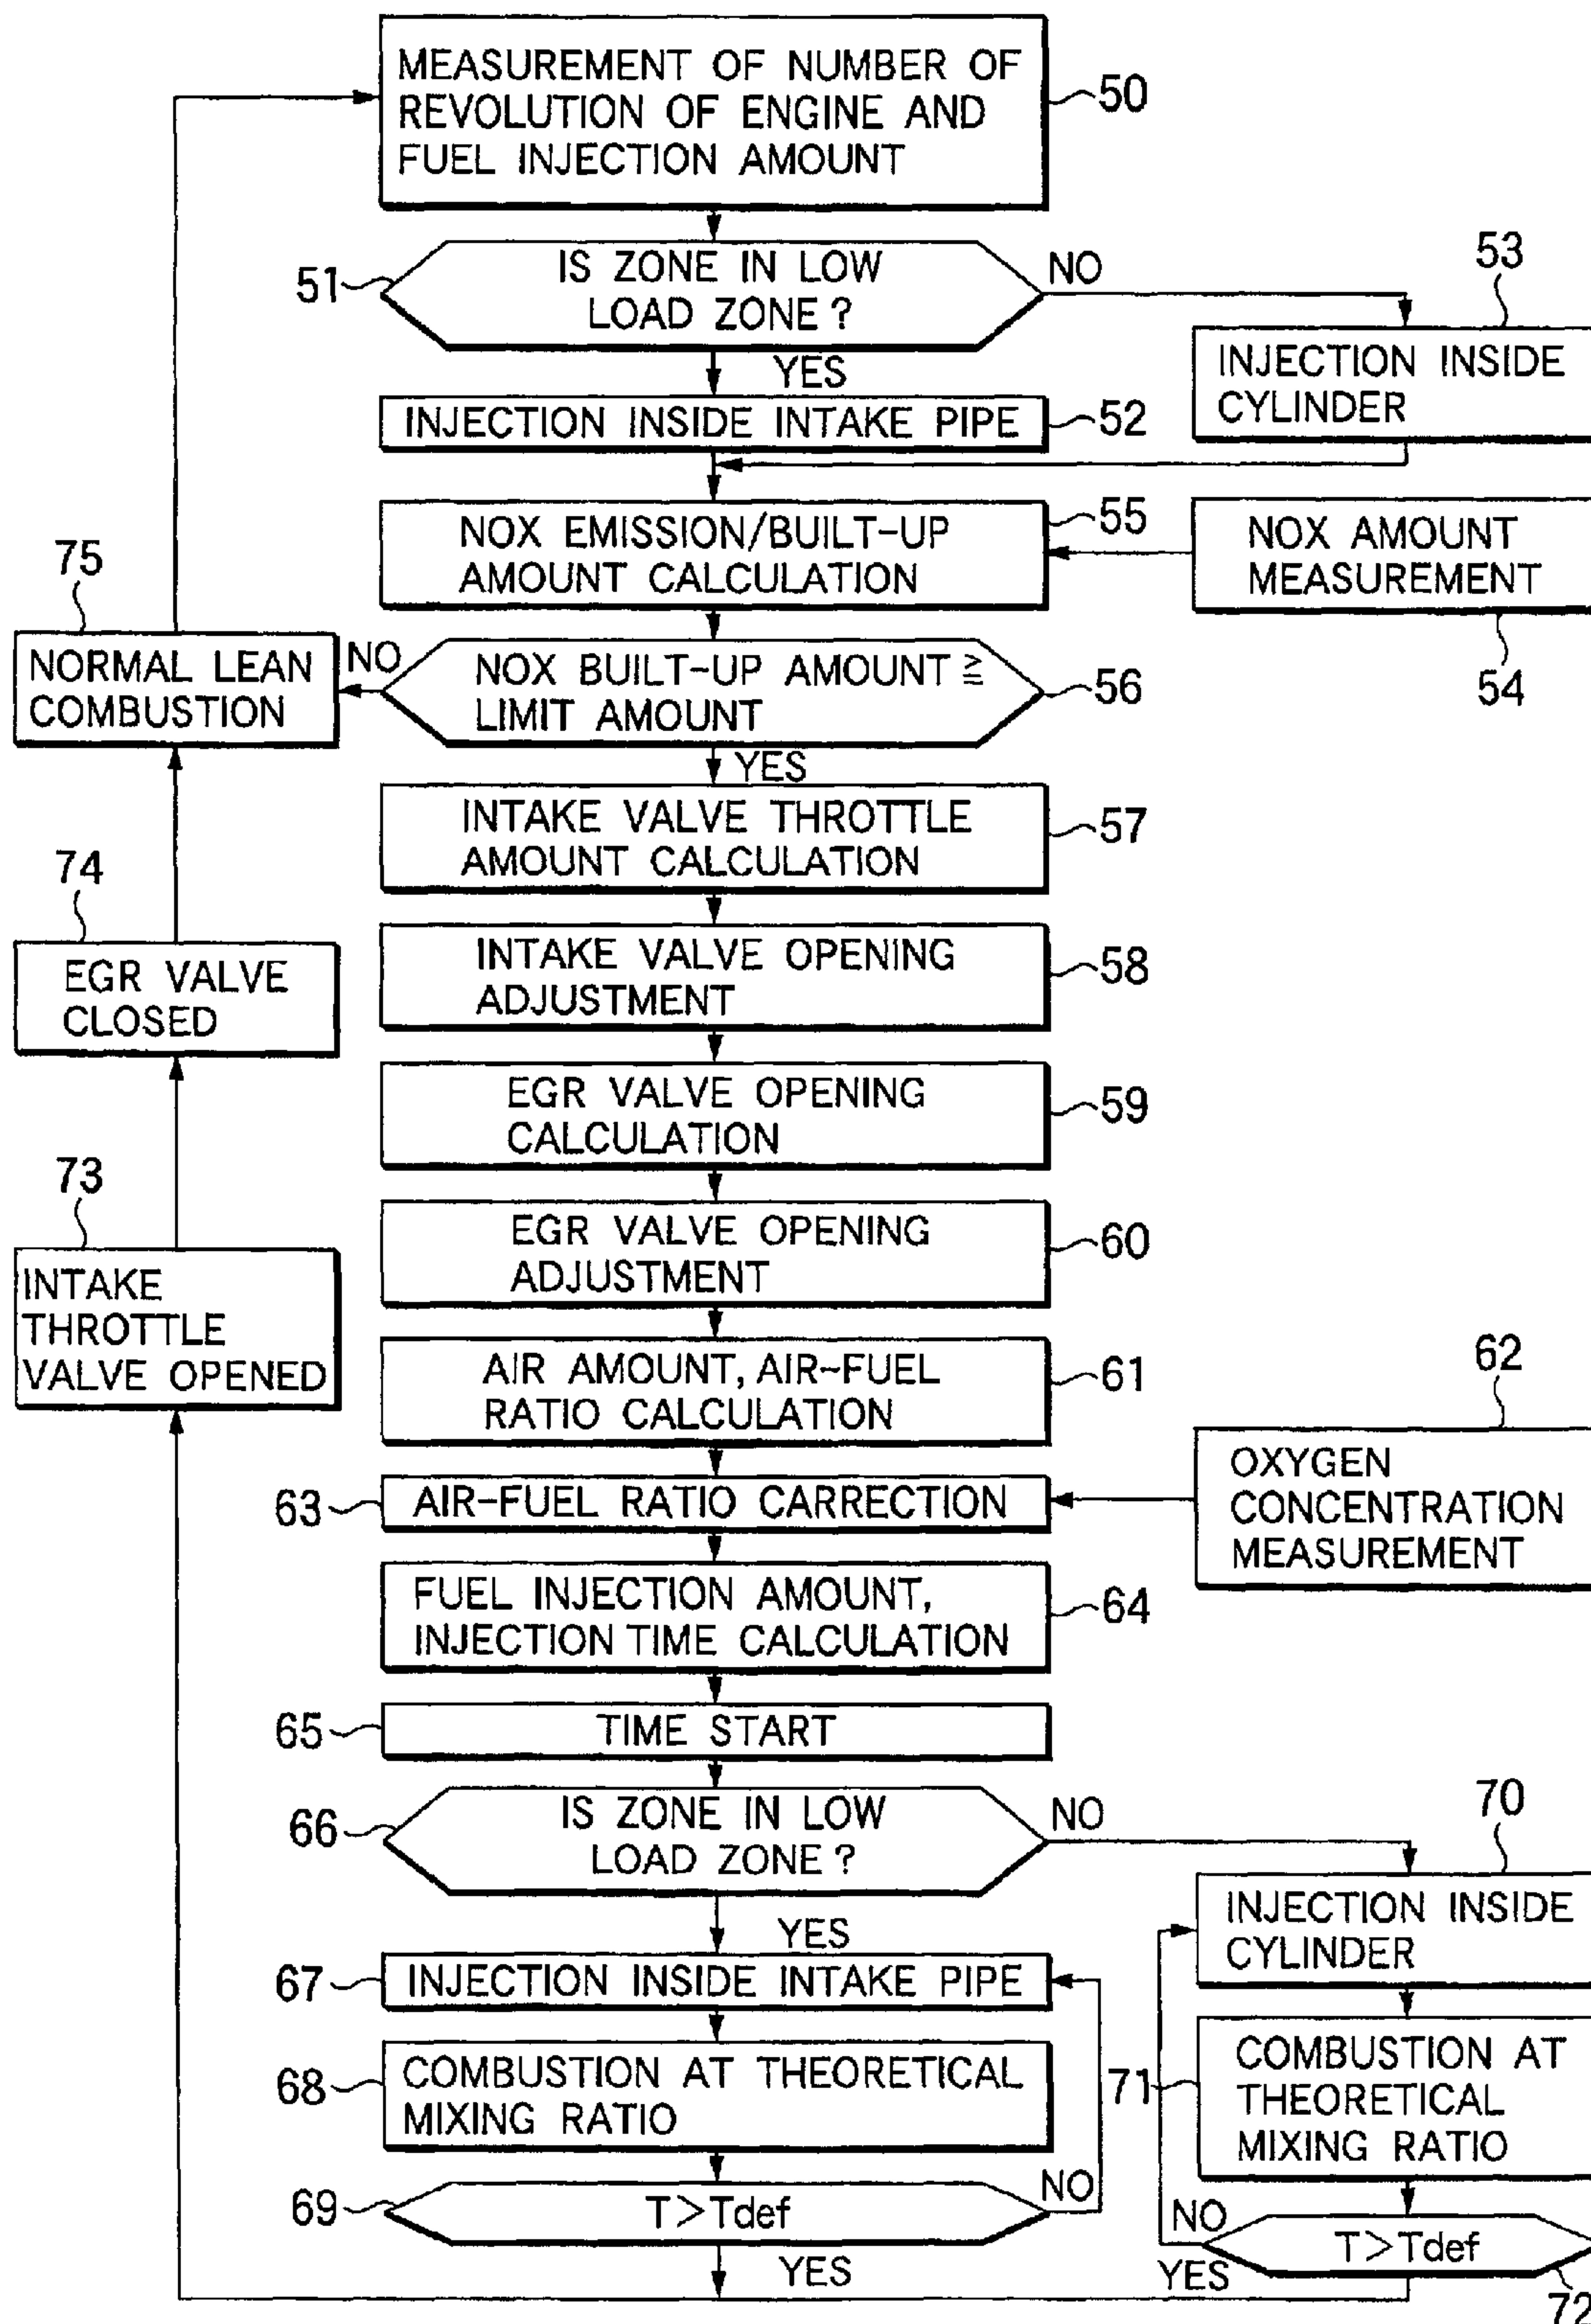 MEASUREMENT OF NUMBER OF
REVOLUTION OF ENGINE AND
FUEL INJECTION AMOUNT
50
51
IS ZONE IN LOW
LOAD ZONE?
NO
YES
53
INJECTION INSIDE
CYLINDER
INJECTION INSIDE INTAKE PIPE
52
NOX EMISSION/BUILT-UP
AMOUNT CALCULATION
55
NOX AMOUNT
MEASUREMENT
54
75
NORMAL LEAN
COMBUSTION
NO
NOX BUILT-UP AMOUNT ≧
LIMIT AMOUNT
56
YES
INTAKE VALVE THROTTLE
AMOUNT CALCULATION
57
74
EGR VALVE
CLOSED
INTAKE VALVE OPENING
ADJUSTMENT
58
EGR VALVE OPENING
CALCULATION
59
73
INTAKE
THROTTLE
VALVE OPENED
EGR VALVE OPENING
ADJUSTMENT
60
AIR AMOUNT, AIR-FUEL
RATIO CALCULATION
61
62
OXYGEN
CONCENTRATION
MEASUREMENT
63
AIR-FUEL RATIO CARRECTION
FUEL INJECTION AMOUNT,
INJECTION TIME CALCULATION
64
65
TIME START
66
IS ZONE IN LOW
LOAD ZONE?
NO
YES
70
INJECTION INSIDE
CYLINDER
67
INJECTION INSIDE INTAKE PIPE
68
COMBUSTION AT THEORETICAL
MIXING RATIO
71
COMBUSTION AT
THEORETICAL
MIXING RATIO
69
T>Tdef
NO
YES
NO
T>Tdef
YES
72